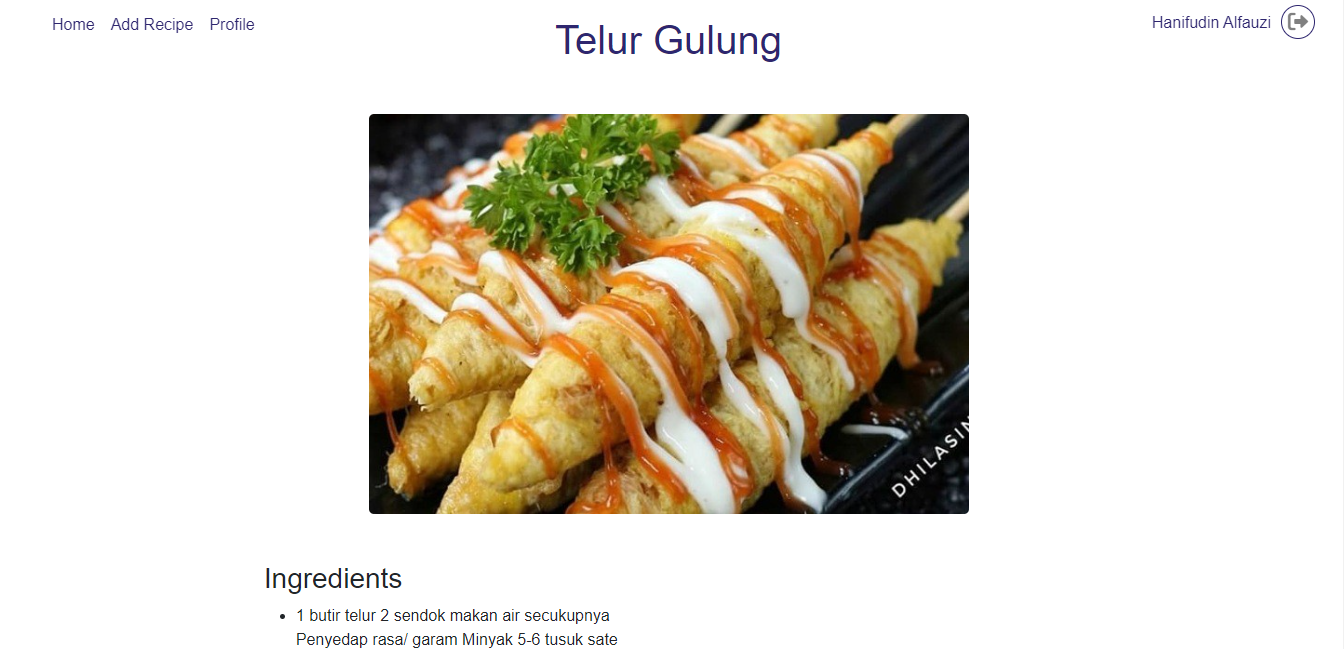 Home Add Recipe Profile
Telur Gulung
Hanifudin Alfauzi
DHILASIN
Ingredients
1 butir telur 2 sendok makan air secukupnya
Penyedap rasa/ garam Minyak 5-6 tusuk sate